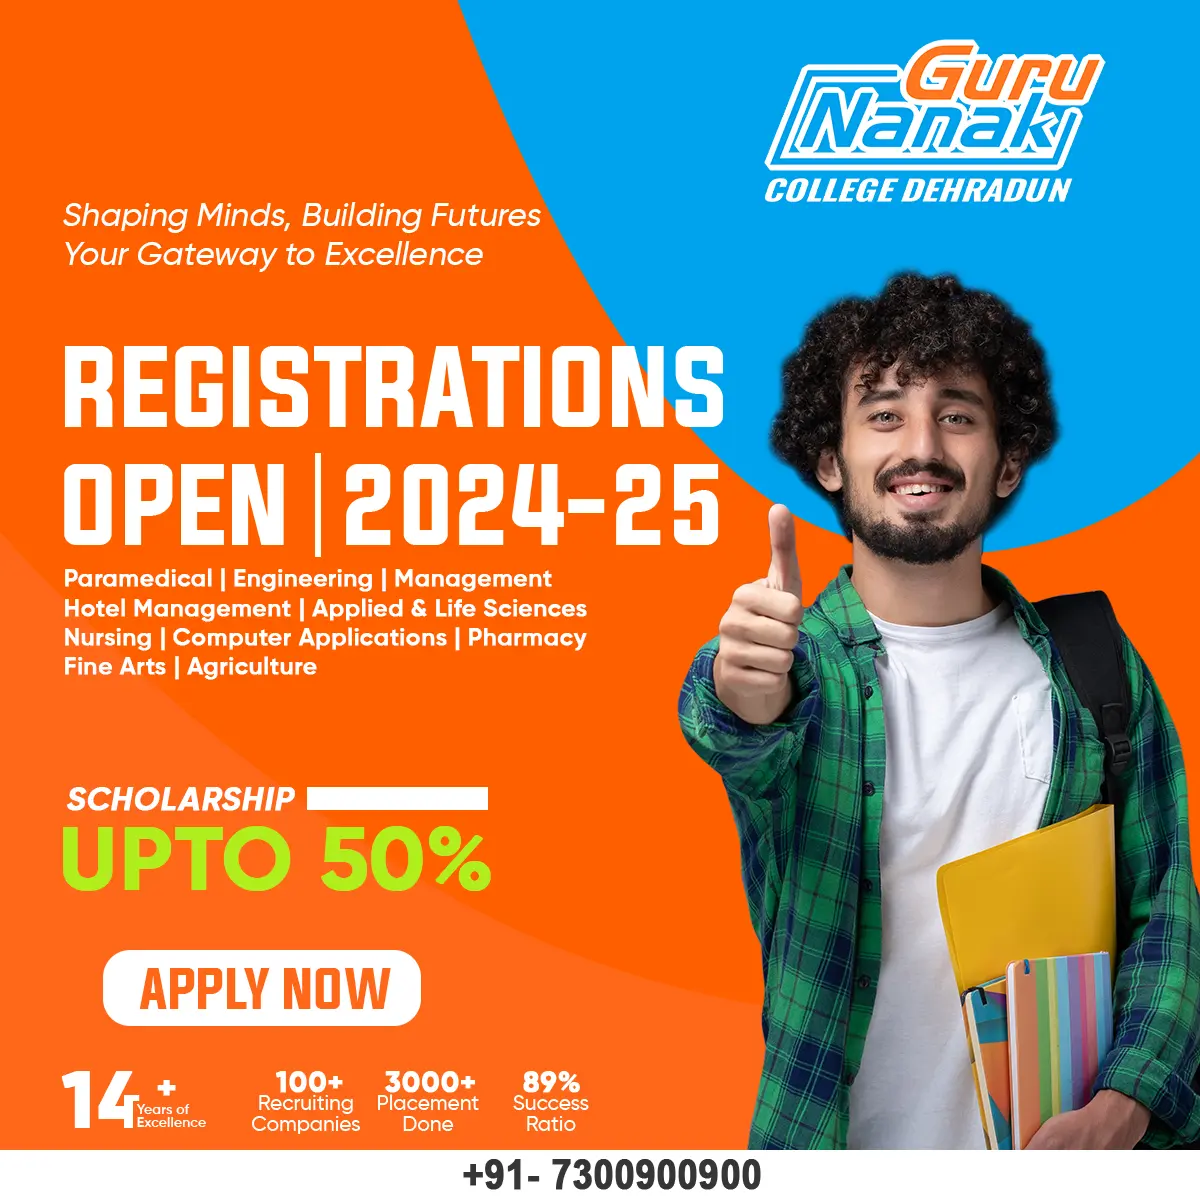 Guru
Nanak
COLLEGE DEHRADUN
Shaping Minds, Building Futures
Your Gateway to Excellence
REGISTRATIONS
OPEN | 2024-25
Paramedical | Engineering | Management
Hotel Management | Applied & Life Sciences
Nursing | Computer Applications | Pharmacy
Fine Arts | Agriculture
SCHOLARSHIP
UPTO 50%
APPLY NOW
14+
Years of
Excellence
100+
Recruiting
Companies
3000+
Placement
Done
89%
Success
Ratio
+91- 7300900900